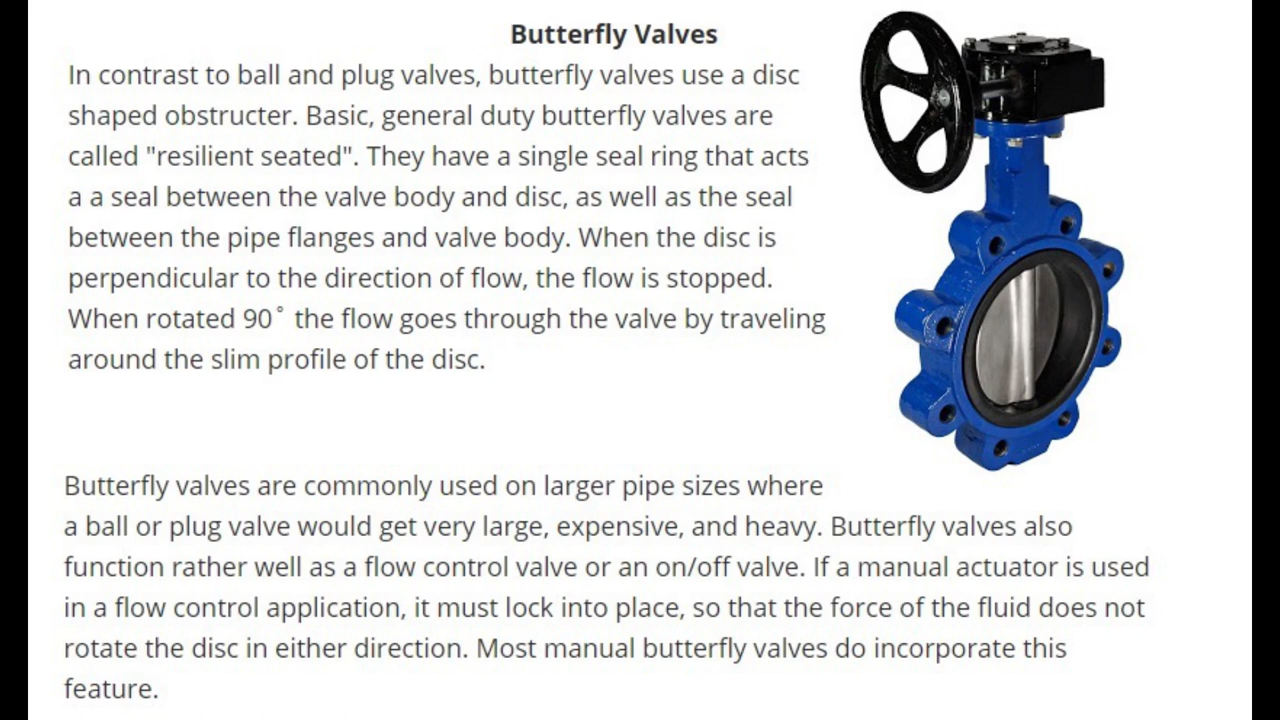 Butterfly Valves
In contrast to ball and plug valves, butterfly valves use a disc
shaped obstructer. Basic, general duty butterfly valves are
called "resilient seated". They have a single seal ring that acts
a a seal between the valve body and disc, as well as the seal
between the pipe flanges and valve body. When the disc is
perpendicular to the direction of flow, the flow is stopped.
When rotated 90˚ the flow goes through the valve by traveling
around the slim profile of the disc.
Butterfly valves are commonly used on larger pipe sizes where
a ball or plug valve would get very large, expensive, and heavy. Butterfly valves also
function rather well as a flow control valve or an on/off valve. If a manual actuator is used
in a flow control application, it must lock into place, so that the force of the fluid does not
rotate the disc in either direction. Most manual butterfly valves do incorporate this
feature.